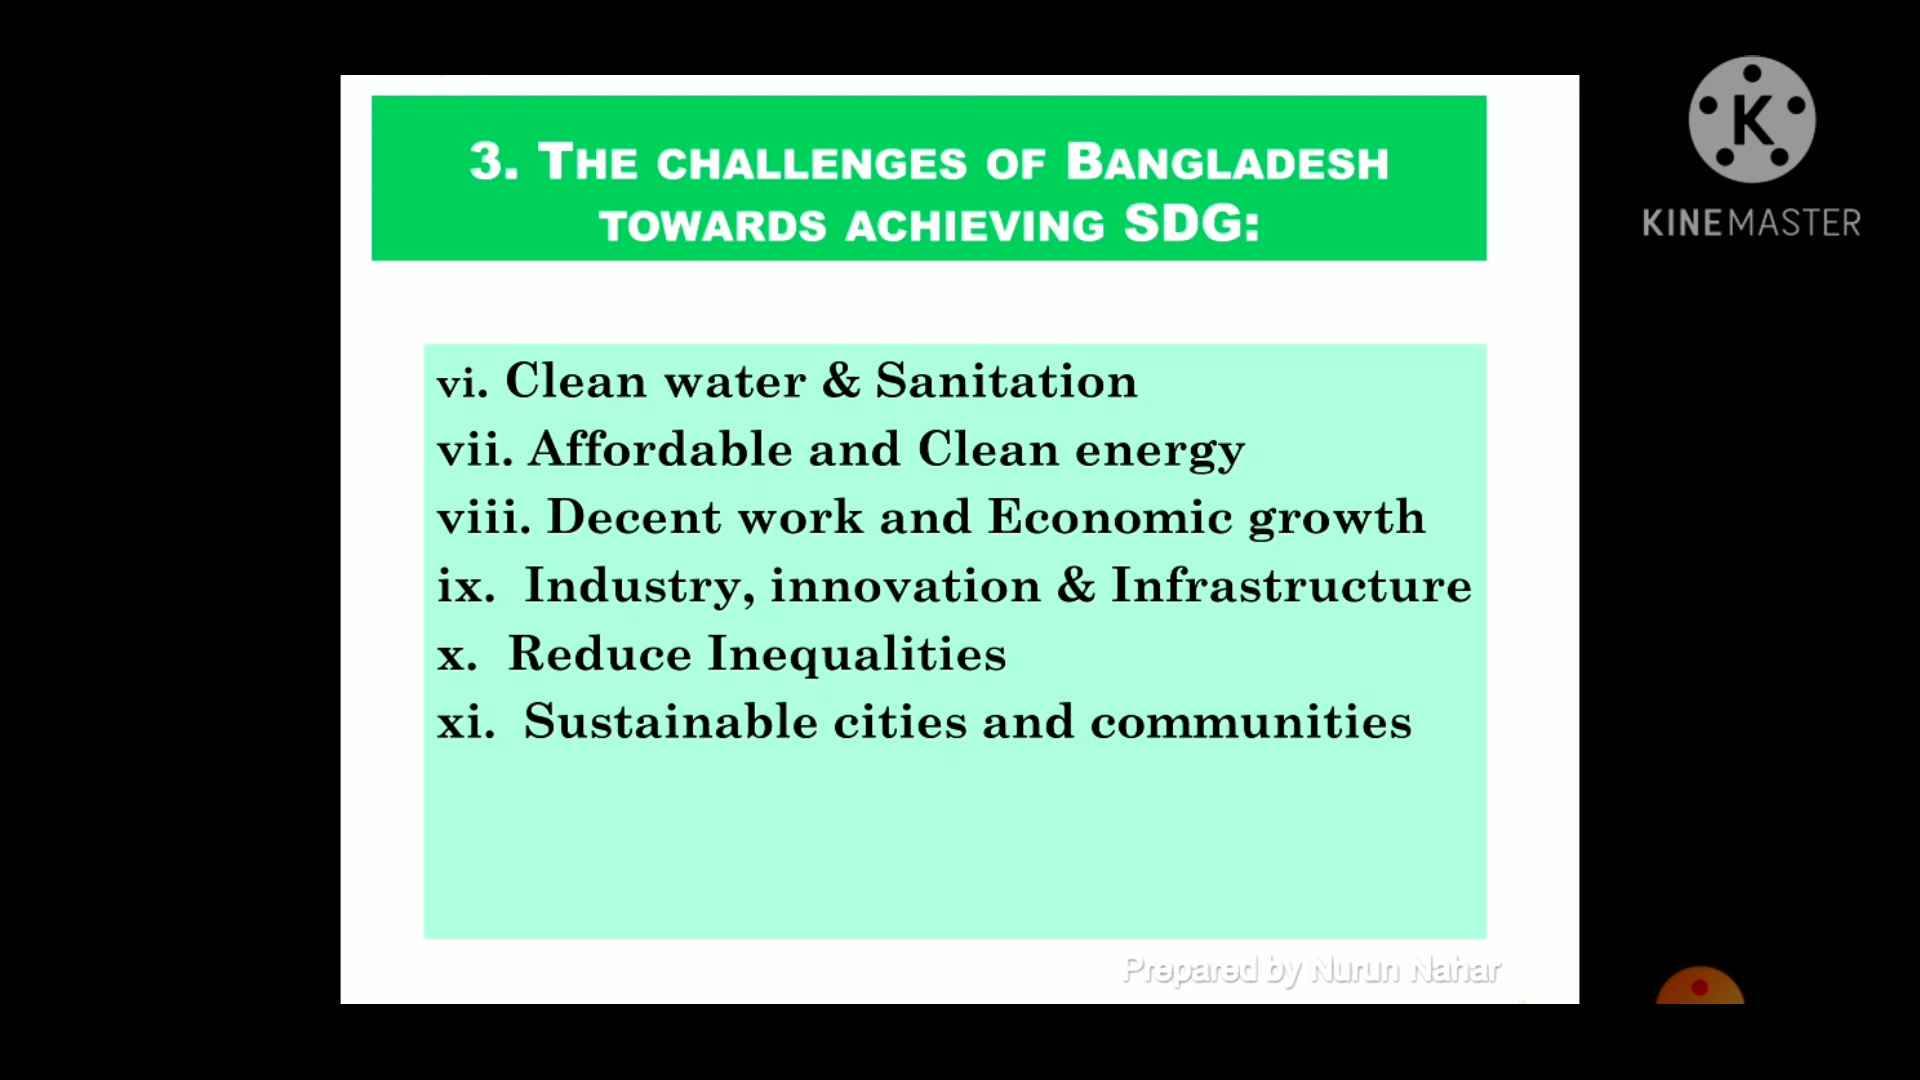 3. THE CHALLENGES OF BANGLADESH
TOWARDS ACHIEVING SDG:
K
KINEMASTER
vi. Clean water & Sanitation
vii. Affordable and Clean energy
viii. Decent work and Economic growth
ix. Industry, innovation & Infrastructure
x. Reduce Inequalities
xi. Sustainable cities and communities
Prepared by Nurun Nahar